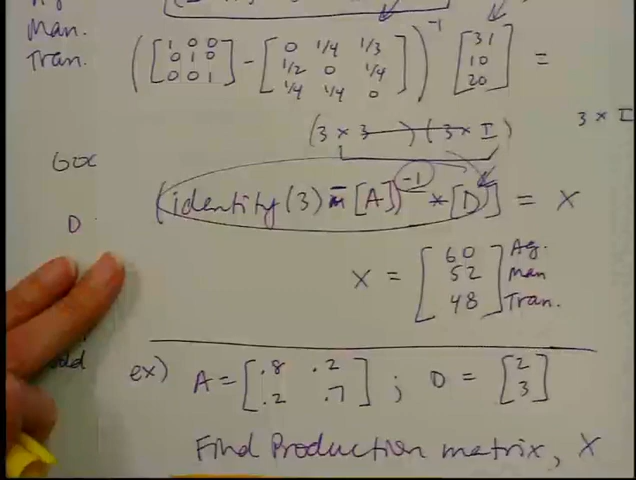 Man.
Tran.
([1 0 0 0 1 0 0 0 1] - [0 1/4 1/3 1/2 0 1/4 1/4 1/4 0])^-1 [31 10 20] =
(3 x 3) (3 x I)
3 x I
(identity(3) - [A])^-1 * [D] = X
D
X = [60 52 48] Ag. Man Tran.
ex) A = [.8 .2 .2 .7] ; D = [2 3]
Find Production matrix, X